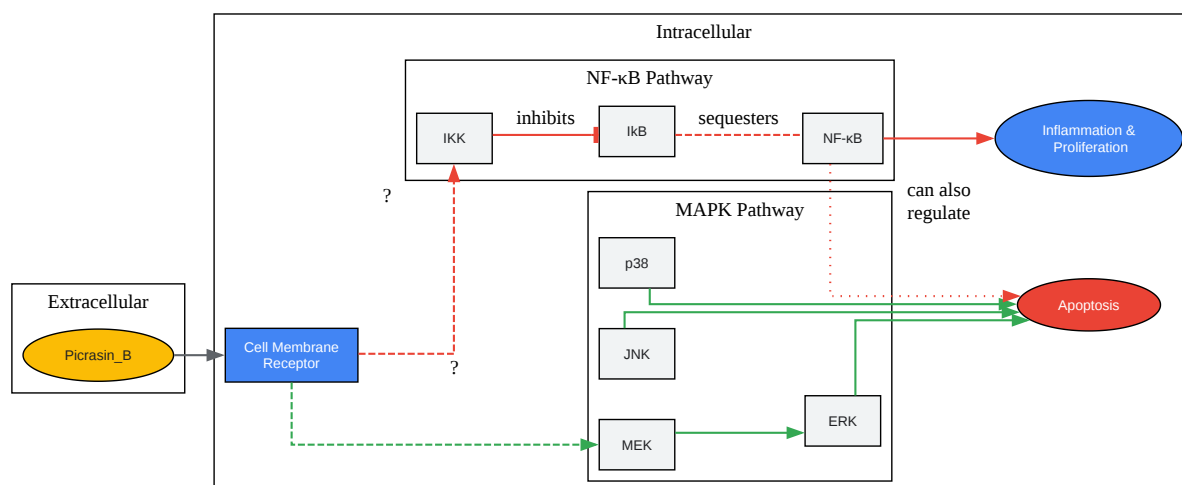 Intracellular
NF-κB Pathway
IKK
inhibits
IkB
sequesters
NF-κB
Inflammation &
Proliferation
?
can also
regulate
MAPK Pathway
p38
Extracellular
Picrasin_B
Cell Membrane
Receptor
?
JNK
Apoptosis
MEK
ERK